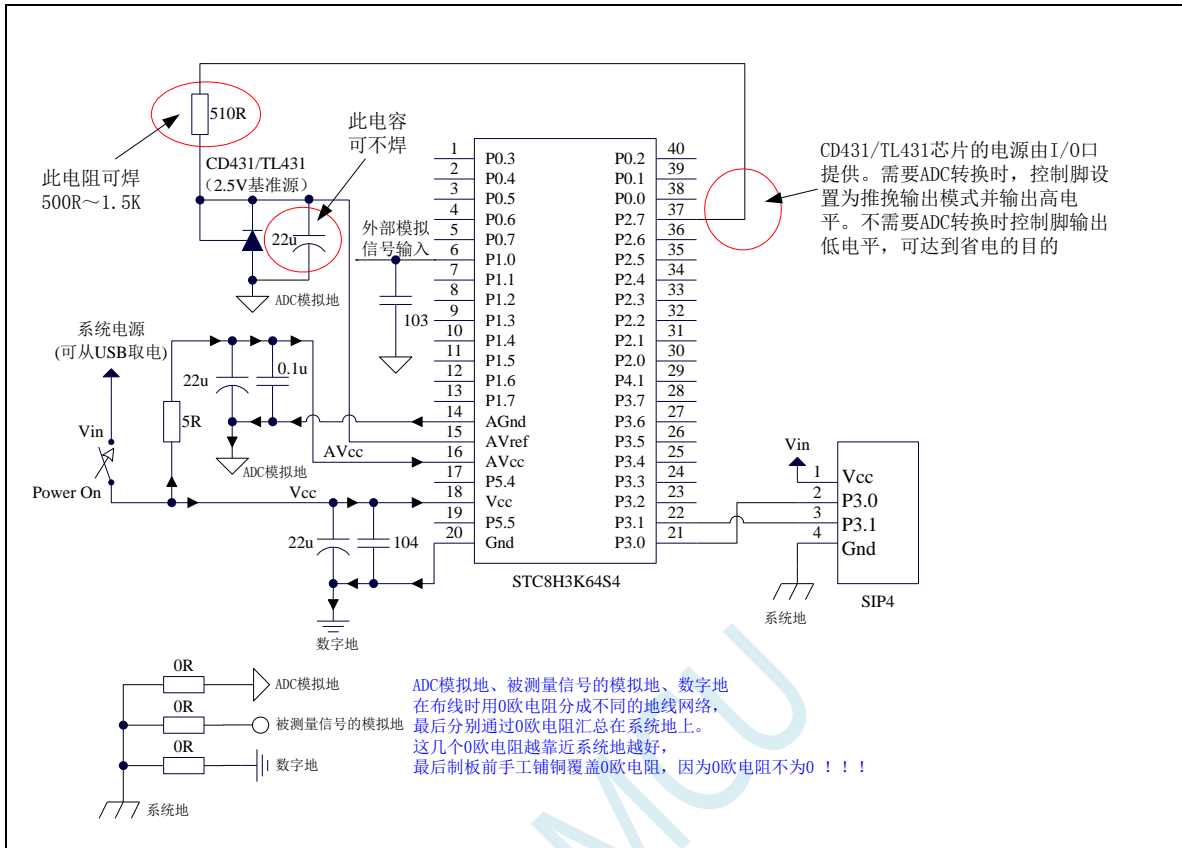 510R
此电阻可焊
500R～1.5K
CD431/TL431
（2.5V基准源）
此电容
可不焊
22u
ADC模拟地
外部模拟
信号输入
103
CD431/TL431芯片的电源由I/O口
提供。需要ADC转换时，控制脚设
置为推挽输出模式并输出高电
平。不需要ADC转换时控制脚输出
低电平，可达到省电的目的
1 P0.3 P0.2 40
2 P0.4 P0.1 39
3 P0.5 P0.0 38
4 P0.6 P2.7 37
5 P0.7 P2.6 36
6 P1.0 P2.5 35
7 P1.1 P2.4 34
8 P1.2 P2.3 33
9 P1.3 P2.2 32
10 P1.4 P2.1 31
11 P1.5 P2.0 30
12 P1.6 P4.1 29
13 P1.7 P3.7 28
14 AGnd P3.6 27
15 AVref P3.5 26
16 AVcc P3.4 25
17 P5.4 P3.3 24
18 Vcc P3.2 23
19 P5.5 P3.1 22
20 Gnd P3.0 21
STC8H3K64S4
系统电源
(可从USB取电)
Vin
Power On
5R
22u
0.1u
ADC模拟地
AVcc
Vcc
22u
104
数字地
Vin
1 Vcc
2 P3.0
3 P3.1
4 Gnd
SIP4
系统地
0R
ADC模拟地
0R
被测量信号的模拟地
0R
数字地
系统地
ADC模拟地、被测量信号的模拟地、数字地
在布线时用0欧电阻分成不同的地线网络，
最后分别通过0欧电阻汇总在系统地上。
这几个0欧电阻越靠近系统地越好，
最后制板前手工铺铜覆盖0欧电阻，因为0欧电阻不为0 ！！！
MCU